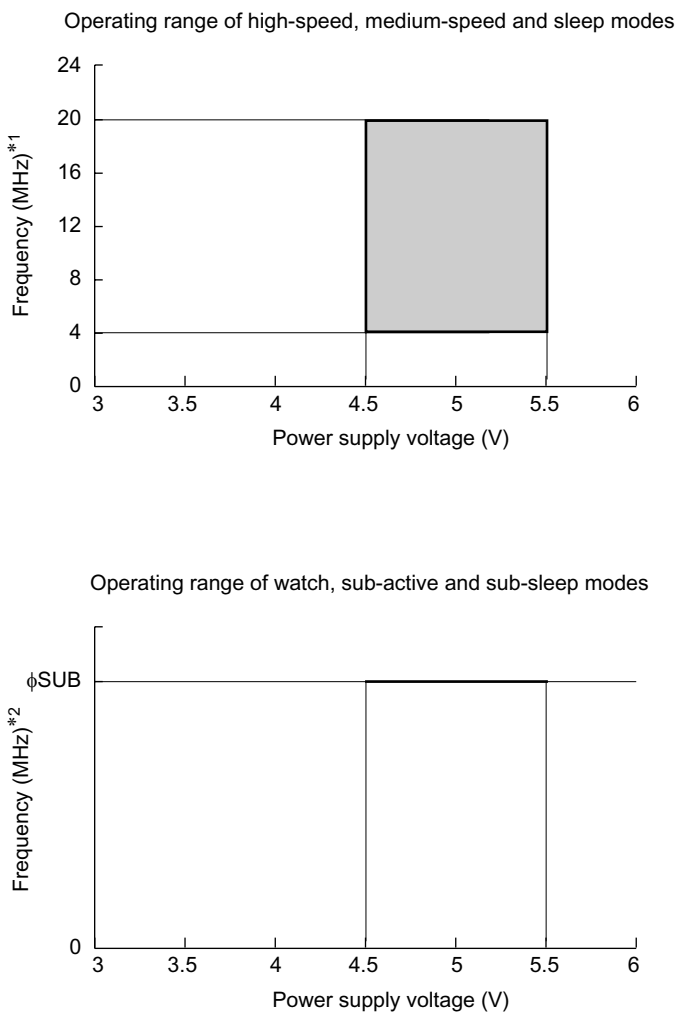 Operating range of high-speed, medium-speed and sleep modes
24
20
16
12
8
4
0
Frequency (MHz)*1
3 3.5 4 4.5 5 5.5 6
Power supply voltage (V)
Operating range of watch, sub-active and sub-sleep modes
ϕSUB
0
Frequency (MHz)*2
3 3.5 4 4.5 5 5.5 6
Power supply voltage (V)